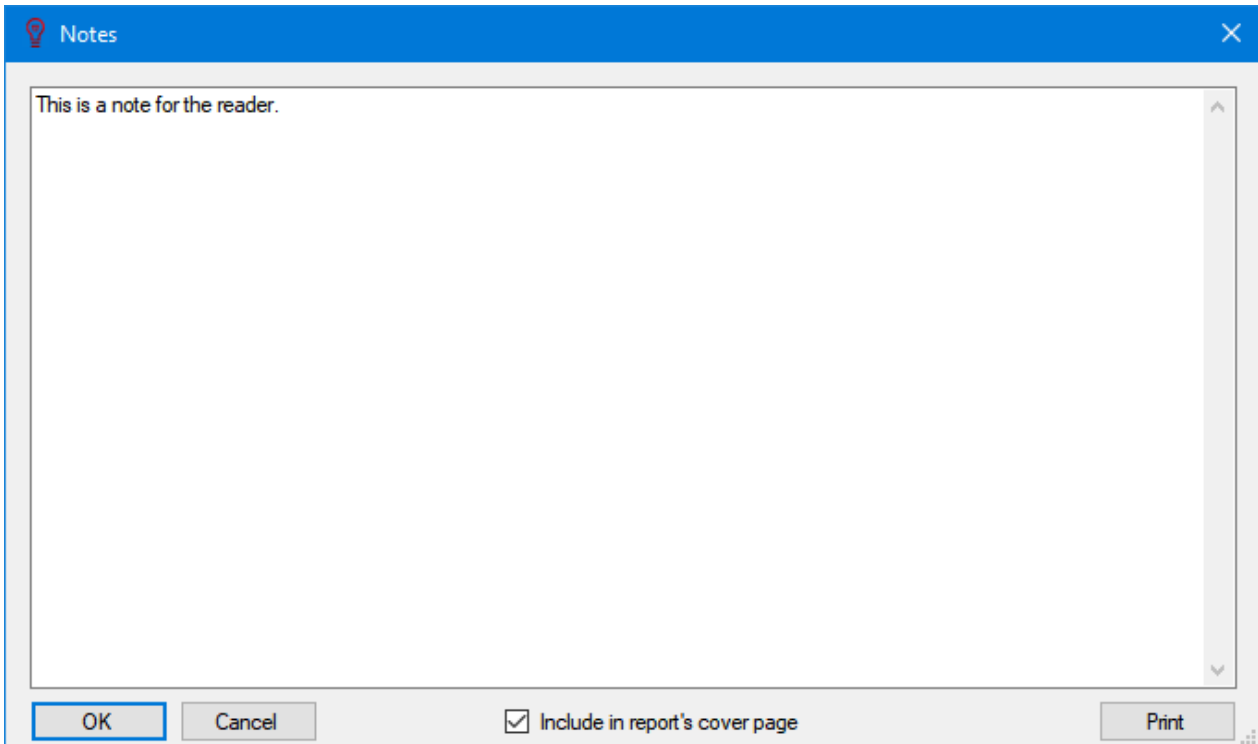 Notes
This is a note for the reader.
OK
Cancel
Include in report's cover page
Print